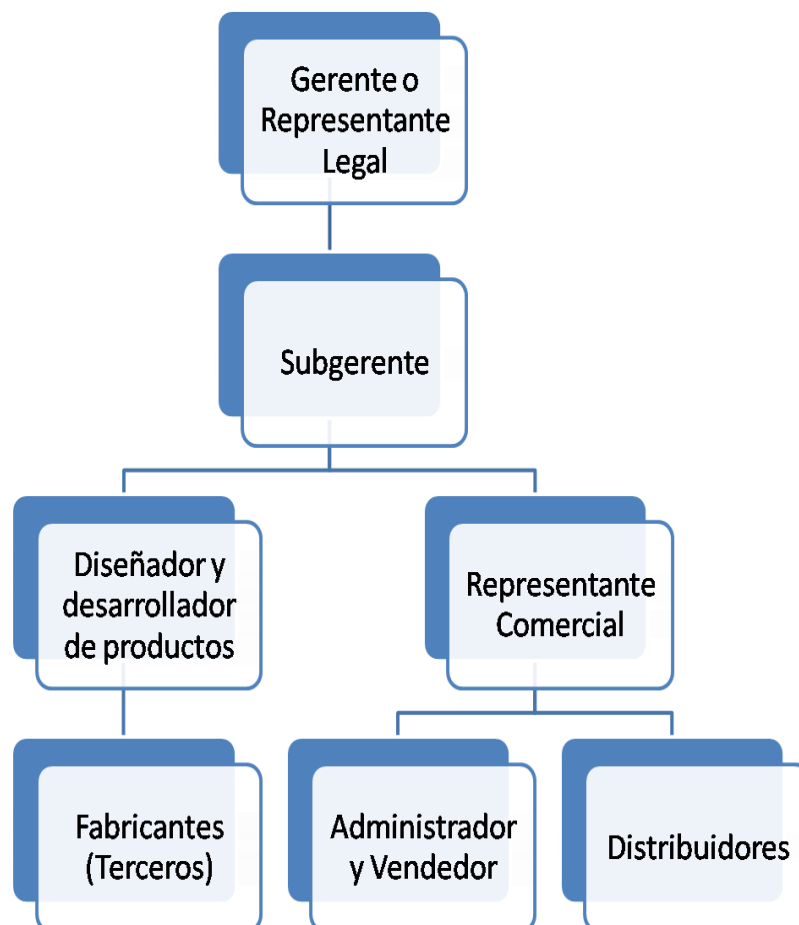 Gerente o
Representante
Legal
Subgerente
Diseñador y
desarrollador
de productos
Representante
Comercial
Fabricantes
(Terceros)
Administrador
y Vendedor
Distribuidores